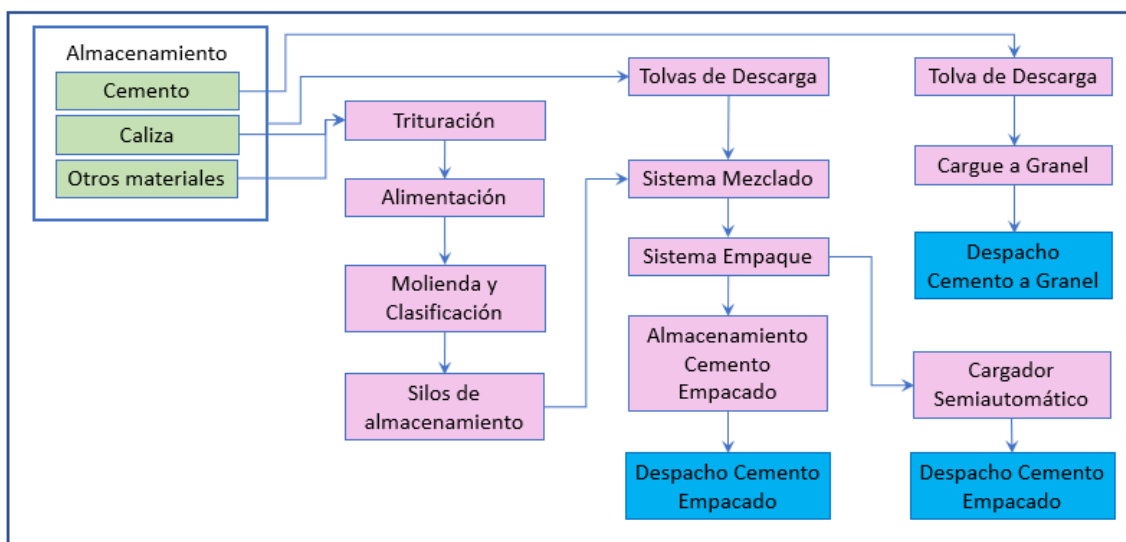 Almacenamiento
Cemento
Caliza
Otros materiales
Trituración
Alimentación
Molienda y
Clasificación
Silos de
almacenamiento
Tolvas de Descarga
Sistema Mezclado
Sistema Empaque
Almacenamiento
Cemento
Empacado
Despacho Cemento
Empacado
Tolva de Descarga
Cargue a Granel
Despacho
Cemento a Granel
Cargador
Semiautomático
Despacho Cemento
Empacado